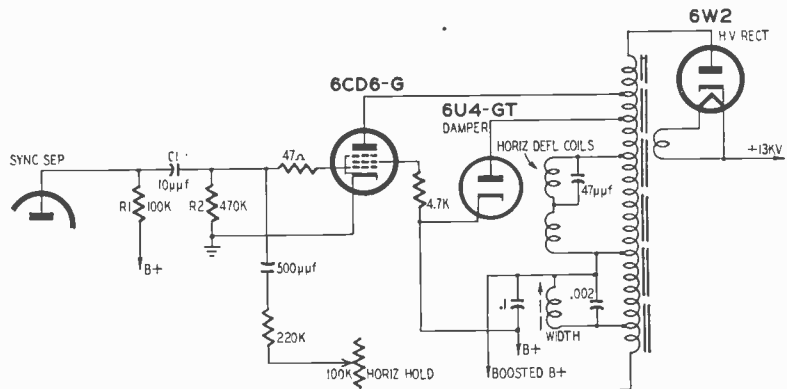 6W2
H.V. RECT
6CD6-G
6U4-GT
DAMPER
HORIZ DEFL COILS
+13KV
SYNC SEP
C1
10µµf
47Ω
47µµf
R1
100K
R2
470K
4.7K
B+
500µµf
.1
.002
220K
WIDTH
B+
100K
HORIZ HOLD
BOOSTED B+